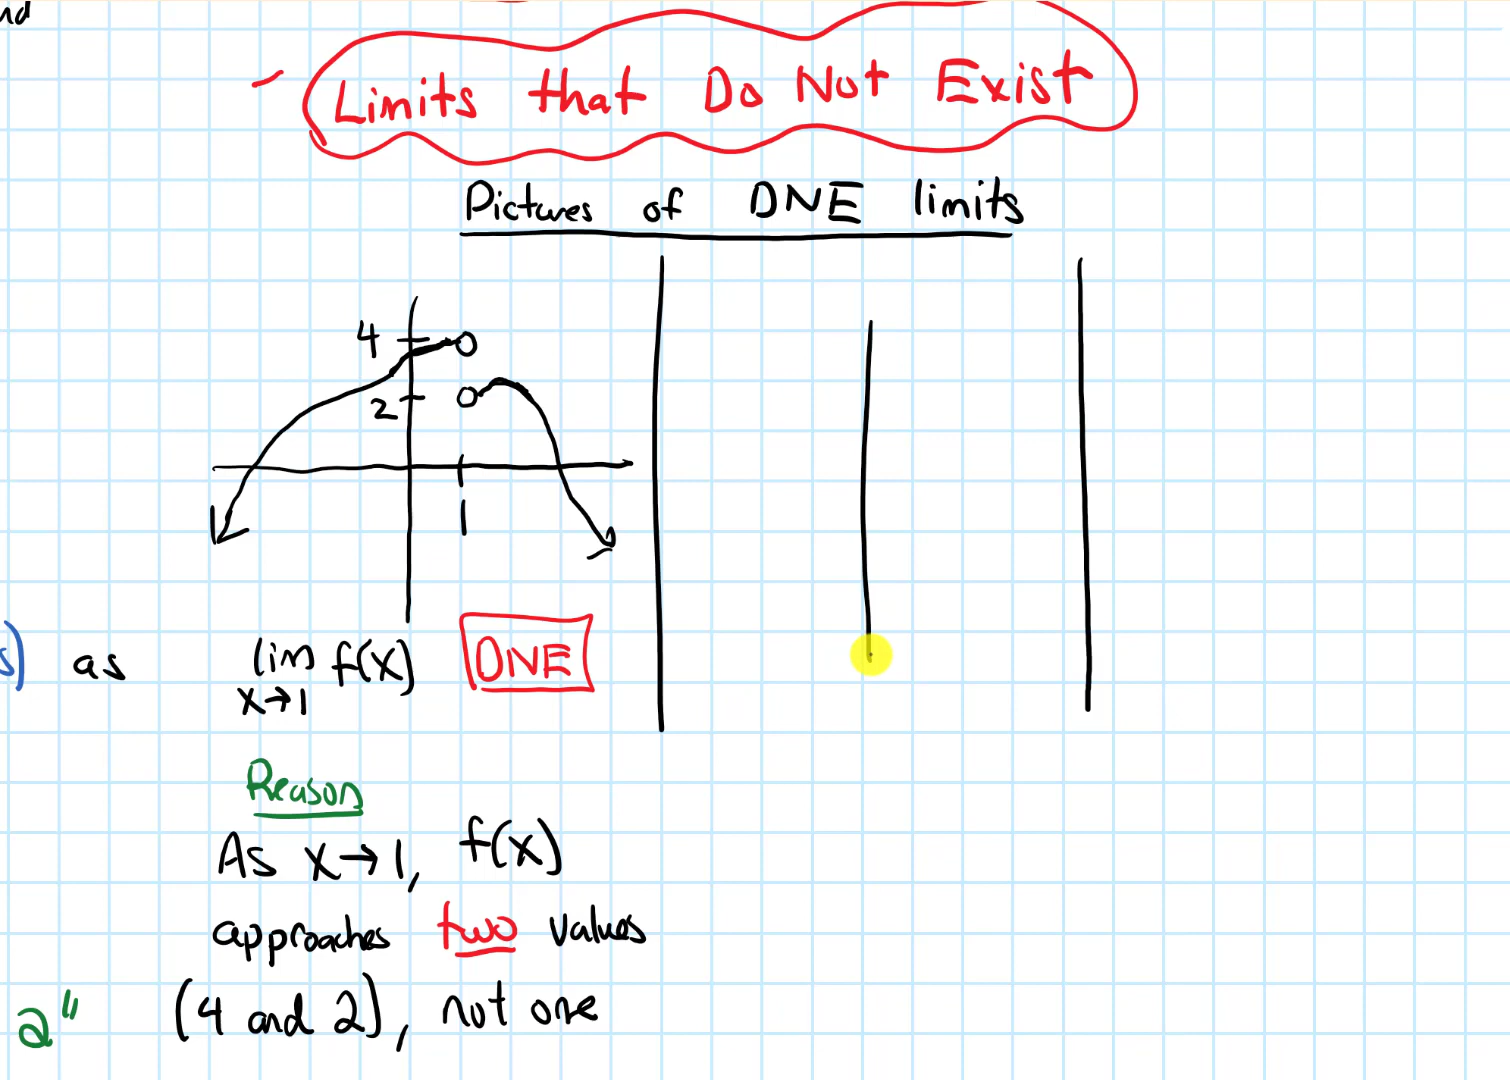 nd
Limits that Do Not Exist
Pictures of DNE limits
4
2
1
s) as lim f(x) DNE
x→1
Reason
As x→1, f(x)
approaches two values
a" (4 and 2), not one